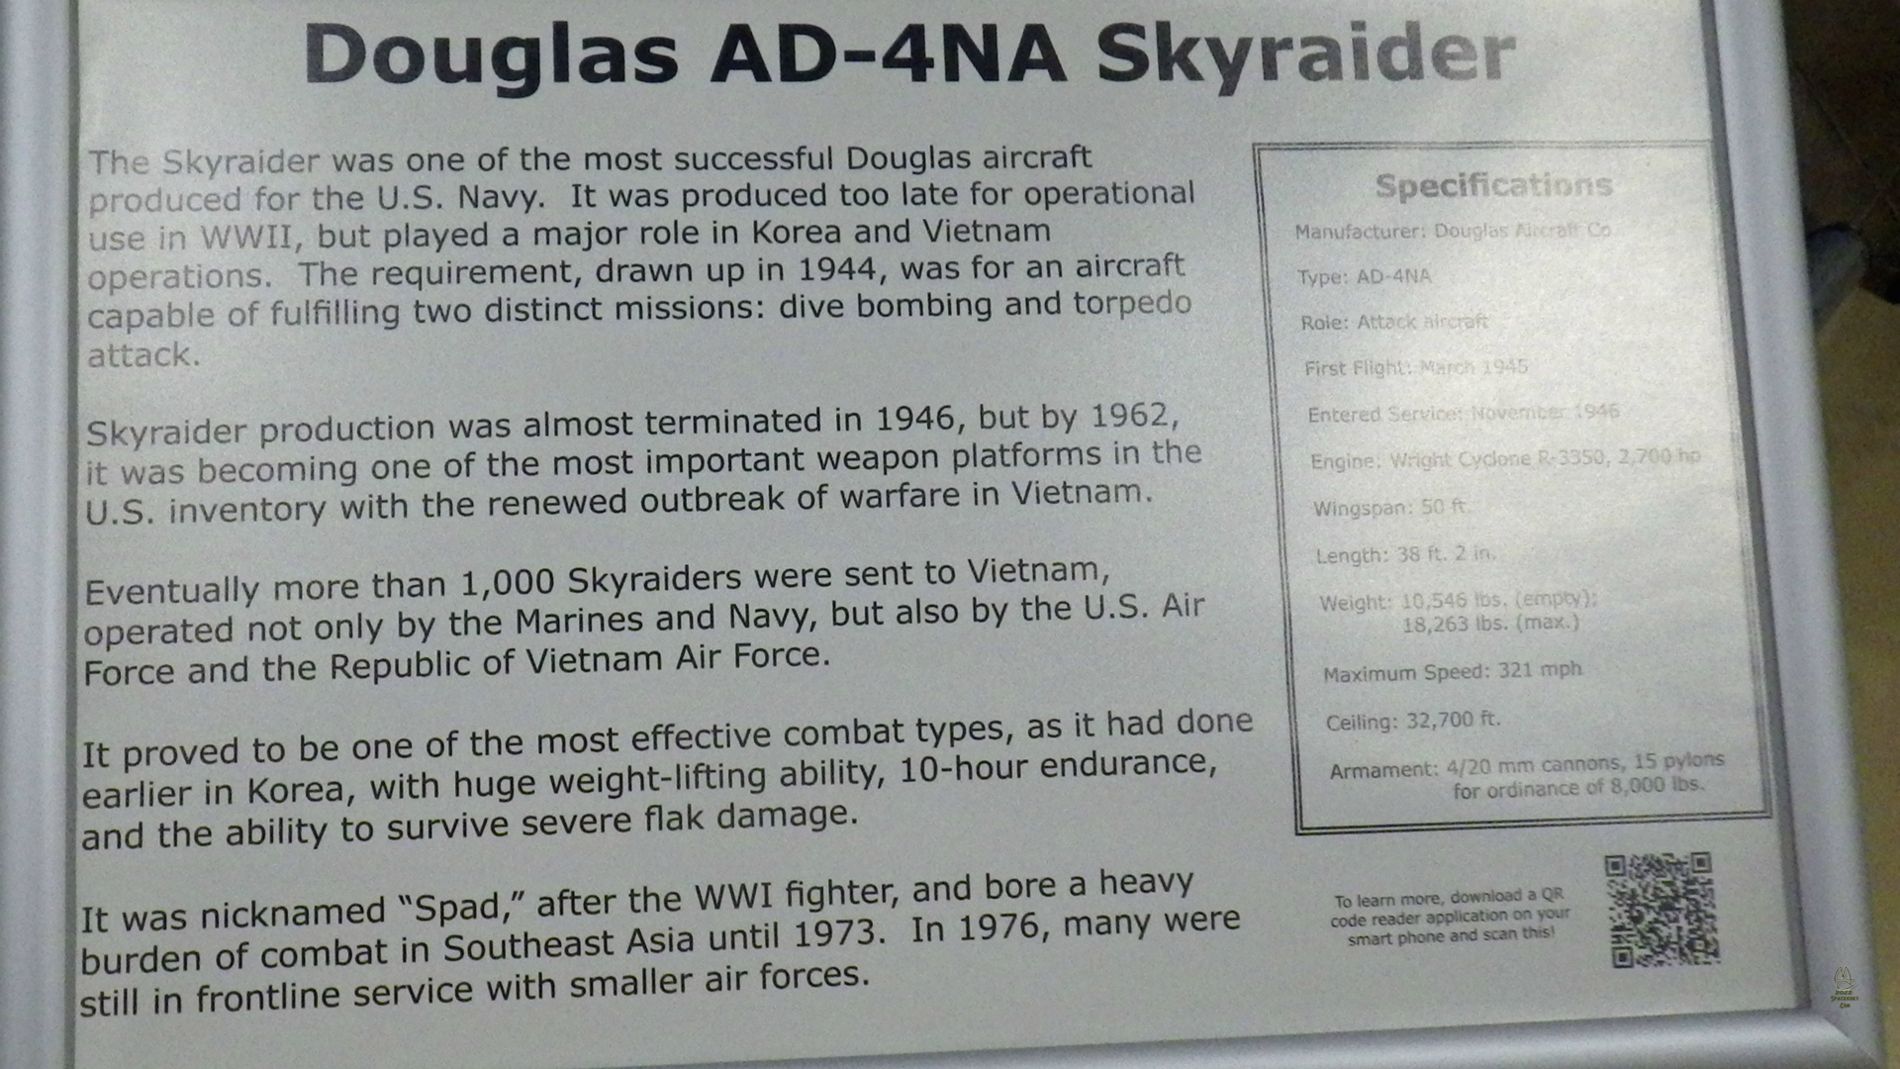 Douglas AD-4NA Skyraider
The Skyraider was one of the most successful Douglas aircraft
produced for the U.S. Navy. It was produced too late for operational
use in WWII, but played a major role in Korea and Vietnam
operations. The requirement, drawn up in 1944, was for an aircraft
capable of fulfilling two distinct missions: dive bombing and torpedo
attack.
Skyraider production was almost terminated in 1946, but by 1962,
it was becoming one of the most important weapon platforms in the
U.S. inventory with the renewed outbreak of warfare in Vietnam.
Eventually more than 1,000 Skyraiders were sent to Vietnam,
operated not only by the Marines and Navy, but also by the U.S. Air
Force and the Republic of Vietnam Air Force.
It proved to be one of the most effective combat types, as it had done
earlier in Korea, with huge weight-lifting ability, 10-hour endurance,
and the ability to survive severe flak damage.
It was nicknamed “Spad,” after the WWI fighter, and bore a heavy
burden of combat in Southeast Asia until 1973. In 1976, many were
still in frontline service with smaller air forces.
Specifications
Manufacturer: Douglas Aircraft Co
Type: AD-4NA
Role: Attack aircraft
First Flight: March 1945
Entered Service: November 1946
Engine: Wright Cyclone R-3350, 2,700 hp
Wingspan: 50 ft.
Length: 38 ft. 2 in.
Weight: 10,546 lbs. (empty);
18,263 lbs. (max.)
Maximum Speed: 321 mph
Ceiling: 32,700 ft.
Armament: 4/20 mm cannons, 15 pylons
for ordinance of 8,000 lbs.
To learn more, download a QR
code reader application on your
smart phone and scan this!